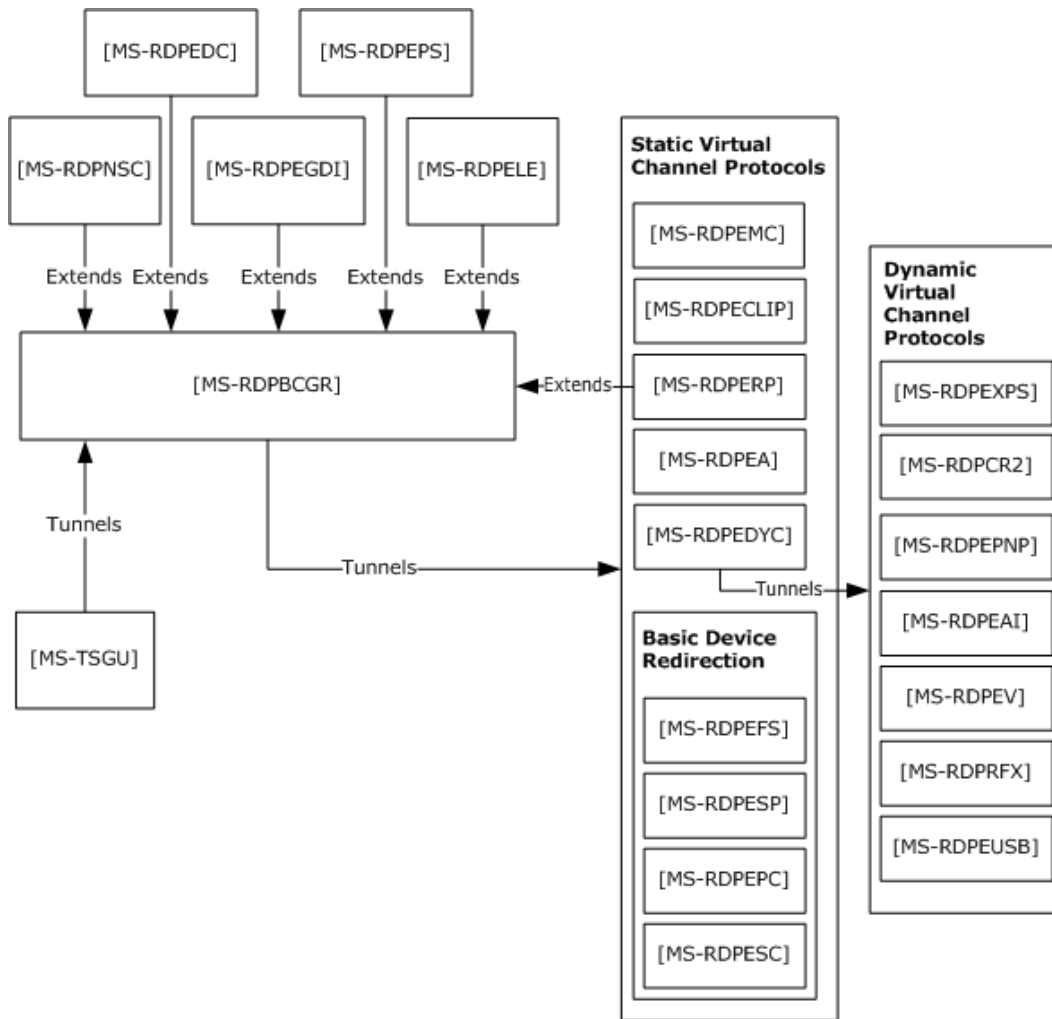 [MS-RDPEDC]
[MS-RDPEPS]
[MS-RDPNSC]
[MS-RDPEGDI]
[MS-RDPELE]
Extends
Extends
Extends
Extends
Extends
[MS-RDPBCGR]
Extends
Tunnels
[MS-TSGU]
Tunnels
Static Virtual
Channel Protocols
[MS-RDPEMC]
[MS-RDPECLIP]
[MS-RDPERP]
[MS-RDPEA]
[MS-RDPEDYC]
Tunnels
Basic Device
Redirection
[MS-RDPEFS]
[MS-RDPESP]
[MS-RDPEPC]
[MS-RDPESC]
Dynamic
Virtual
Channel
Protocols
[MS-RDPEXPS]
[MS-RDPCR2]
[MS-RDPEPNP]
[MS-RDPEAI]
[MS-RDPEV]
[MS-RDPRFX]
[MS-RDPEUSB]